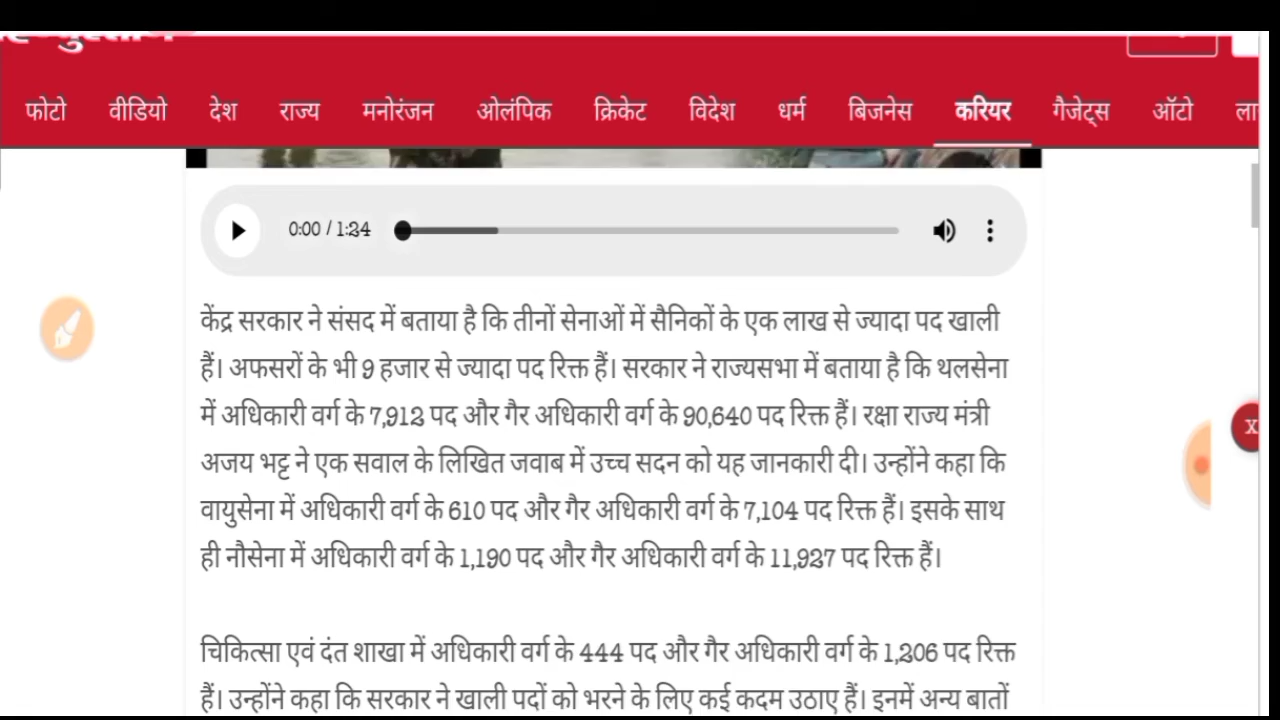 फोटो वीडियो देश राज्य मनोरंजन ओलंपिक क्रिकेट विदेश धर्म बिजनेस करियर गैजेट्स ऑटो
0:00 / 1:24
केंद्र सरकार ने संसद में बताया है कि तीनों सेनाओं में सैनिकों के एक लाख से ज्यादा पद खाली
हैं। अफसरों के भी 9 हजार से ज्यादा पद रिक्त हैं। सरकार ने राज्यसभा में बताया है कि थलसेना
में अधिकारी वर्ग के 7,912 पद और गैर अधिकारी वर्ग के 90,640 पद रिक्त हैं। रक्षा राज्य मंत्री
अजय भट्ट ने एक सवाल के लिखित जवाब में उच्च सदन को यह जानकारी दी। उन्होंने कहा कि
वायुसेना में अधिकारी वर्ग के 610 पद और गैर अधिकारी वर्ग के 7,104 पद रिक्त हैं। इसके साथ
ही नौसेना में अधिकारी वर्ग के 1,190 पद और गैर अधिकारी वर्ग के 11,927 पद रिक्त हैं।
X
चिकित्सा एवं दंत शाखा में अधिकारी वर्ग के 444 पद और गैर अधिकारी वर्ग के 1,206 पद रिक्त
हैं। उन्होंने कहा कि सरकार ने खाली पदों को भरने के लिए कई कदम उठाए हैं। इनमें अन्य बातों